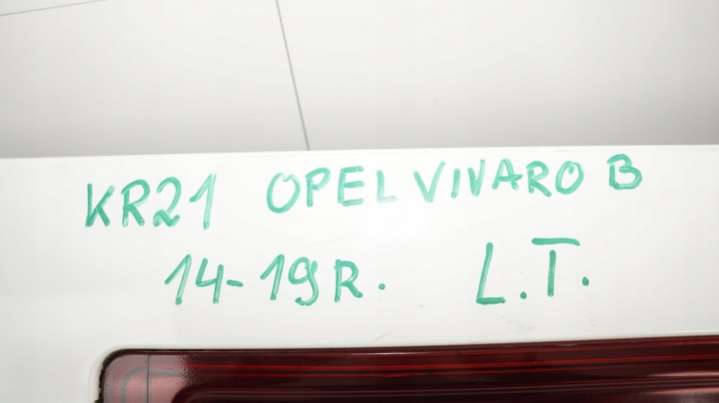 KR21 OPEL VIVARO B
14-19R. L.T.